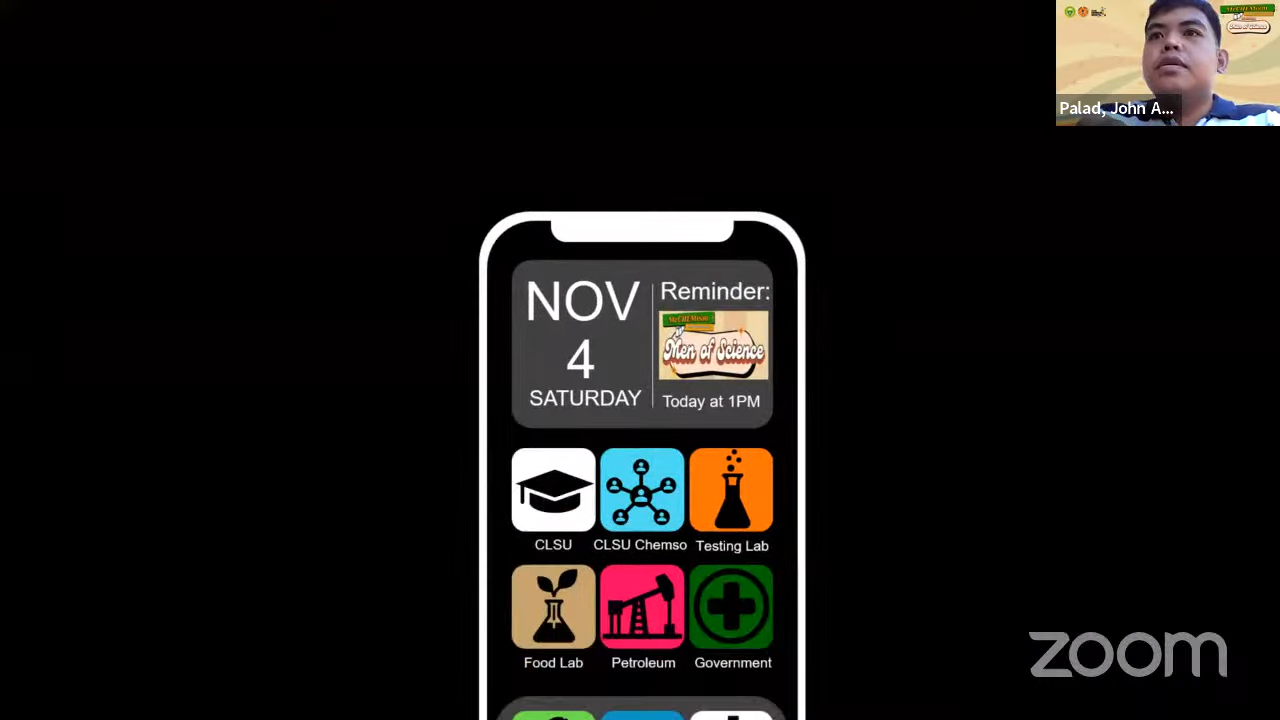 Palad, John A...
NOV
4
SATURDAY
Reminder:
Men of Science
Today at 1PM
CLSU
CLSU Chemso
Testing Lab
Food Lab
Petroleum
Government
zoom